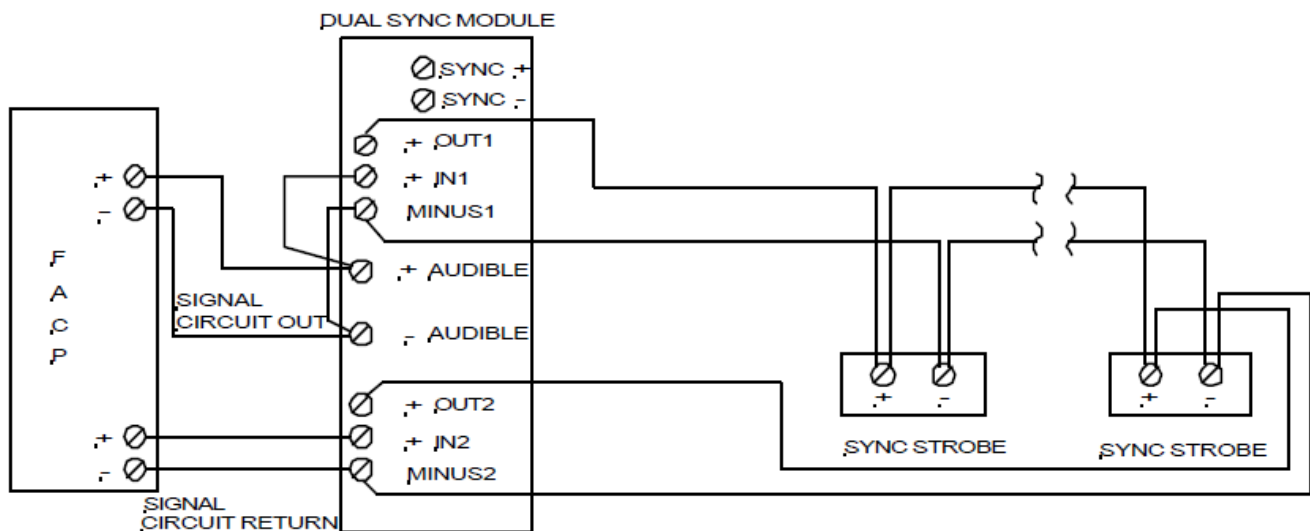 DUAL SYNC MODULE
SYNC +
SYNC -
+ OUT1
+ IN1
MINUS1
+ AUDIBLE
- AUDIBLE
+ OUT2
+ IN2
MINUS2
+
-
F
A
C
P
+
-
SIGNAL
CIRCUIT OUT
SIGNAL
CIRCUIT RETURN
+ -
SYNC STROBE
+ -
SYNC STROBE